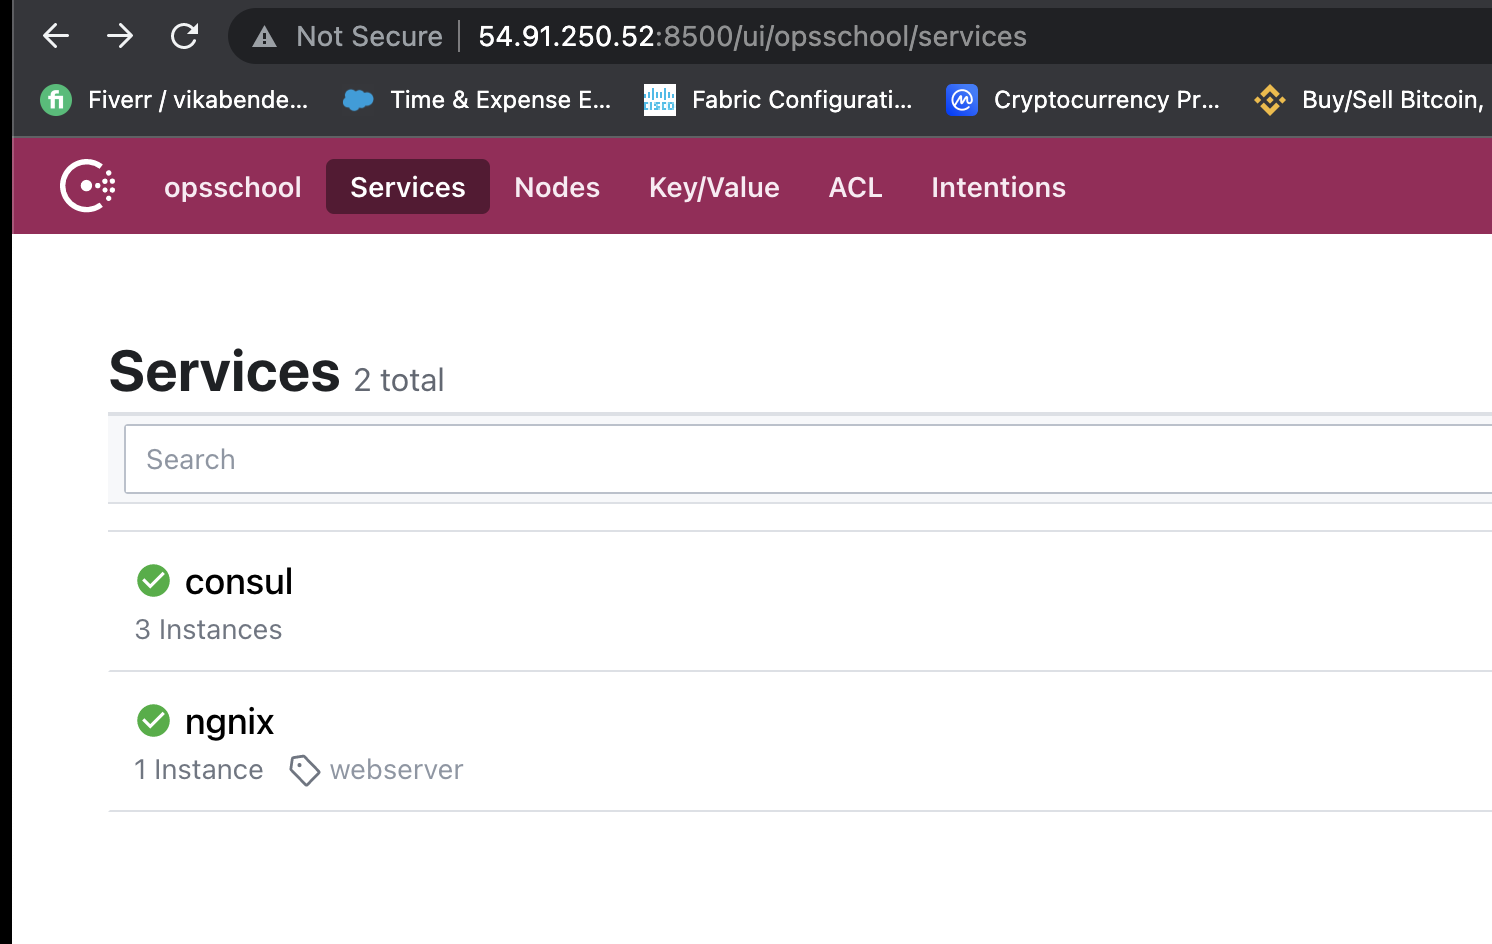 Not Secure | 54.91.250.52:8500/ui/opsschool/services
Fiverr / vikabende... Time & Expense E... CISCO Fabric Configurati... Cryptocurrency Pr... Buy/Sell Bitcoin,
opsschool Services Nodes Key/Value ACL Intentions
Services 2 total
Search
consul
3 Instances
ngnix
1 Instance webserver